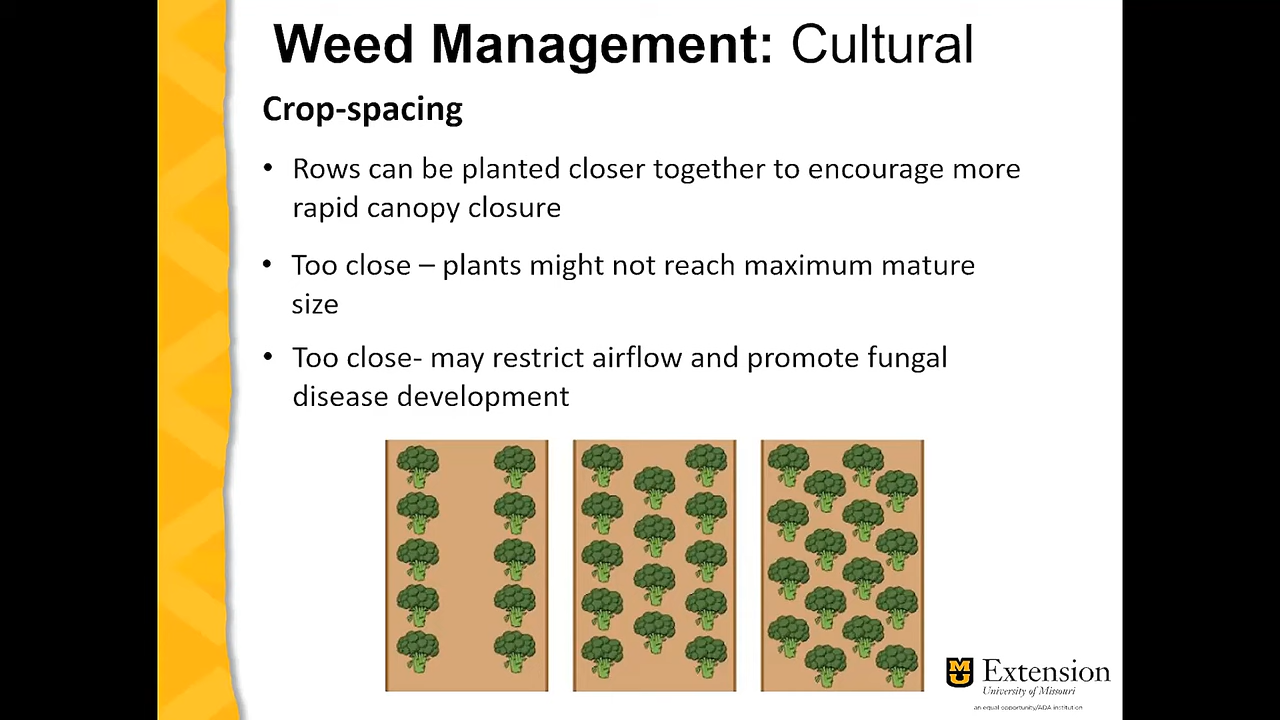 Weed Management: Cultural
Crop-spacing
• Rows can be planted closer together to encourage more
rapid canopy closure
• Too close – plants might not reach maximum mature
size
• Too close- may restrict airflow and promote fungal
disease development
MU Extension
University of Missouri
an equal opportunity/ADA institution